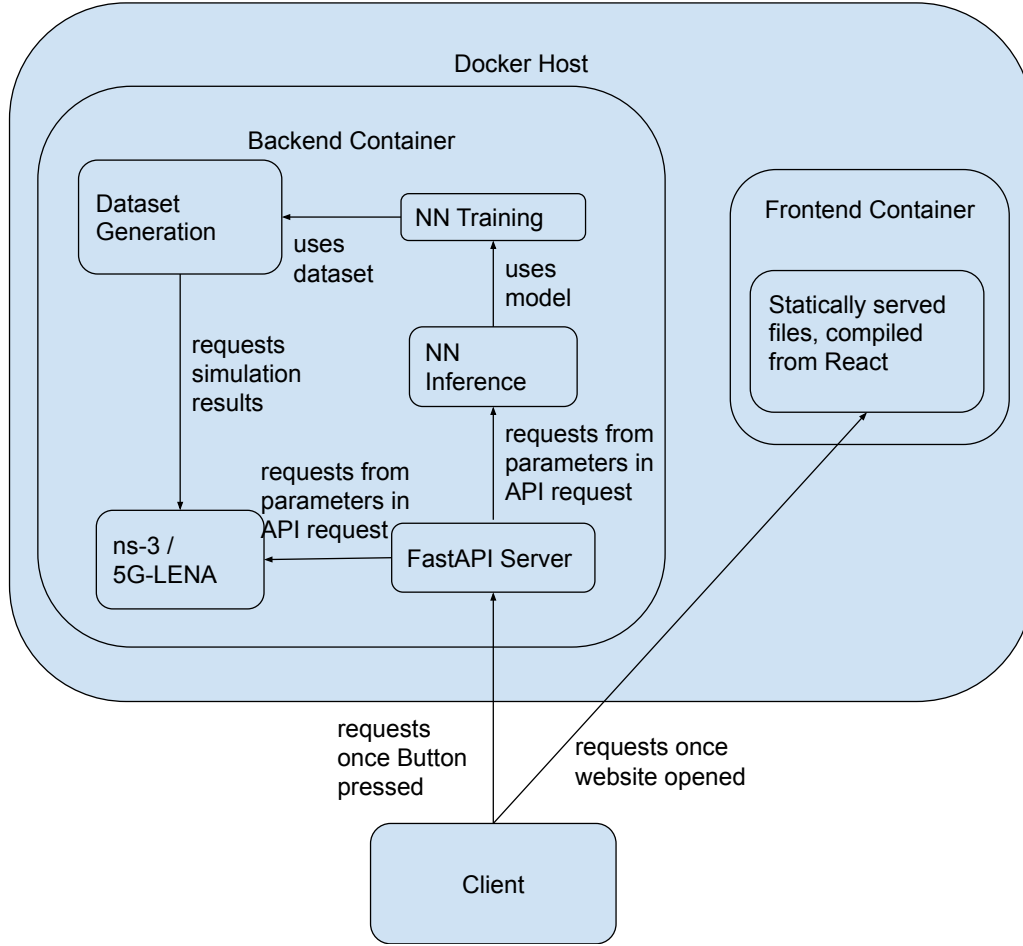 Docker Host
Backend Container
Dataset
Generation
NN Training
uses
dataset
uses
model
requests
simulation
results
NN
Inference
requests from
parameters in
API request
requests from
parameters in
API request
ns-3 /
5G-LENA
FastAPI Server
Frontend Container
Statically served
files, compiled
from React
requests
once Button
pressed
requests once
website opened
Client